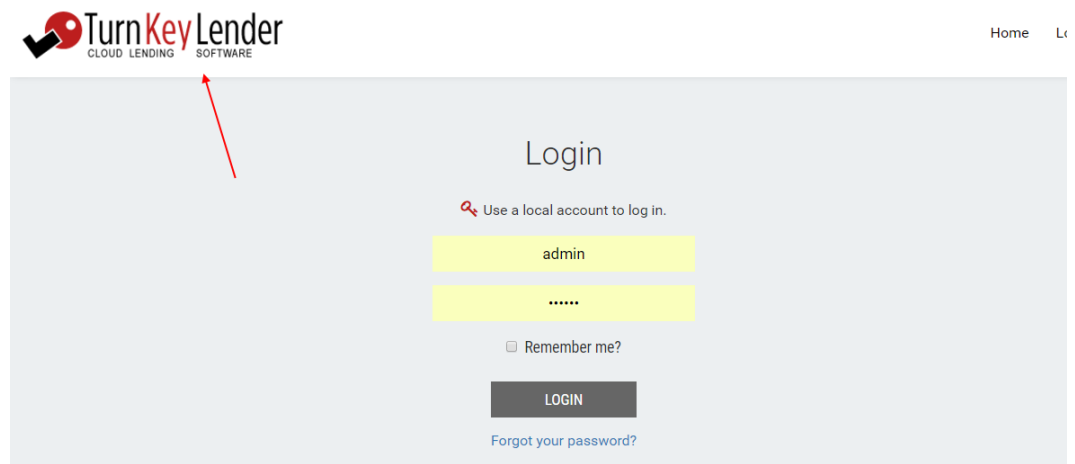 TurnKey Lender
CLOUD LENDING SOFTWARE
Home Lo
Login
Use a local account to log in.
admin
••••••
Remember me?
LOGIN
Forgot your password?